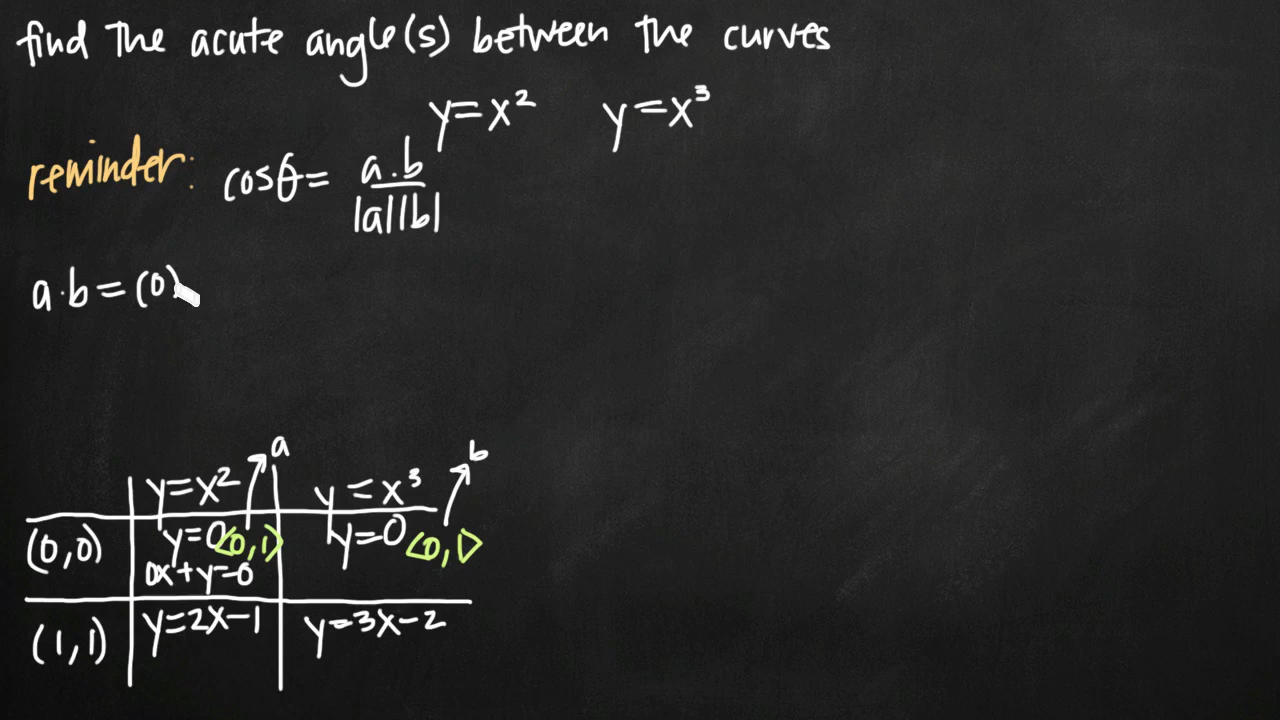 find the acute angle(s) between the curves
y=x² y=x³
reminder: cosθ= a·b / |a||b|
a·b=(0)
a b
y=x² y=x³
(0,0) y=0 <0,1> y=0 <0,1>
0x+y=0
(1,1) y=2x-1 y=3x-2